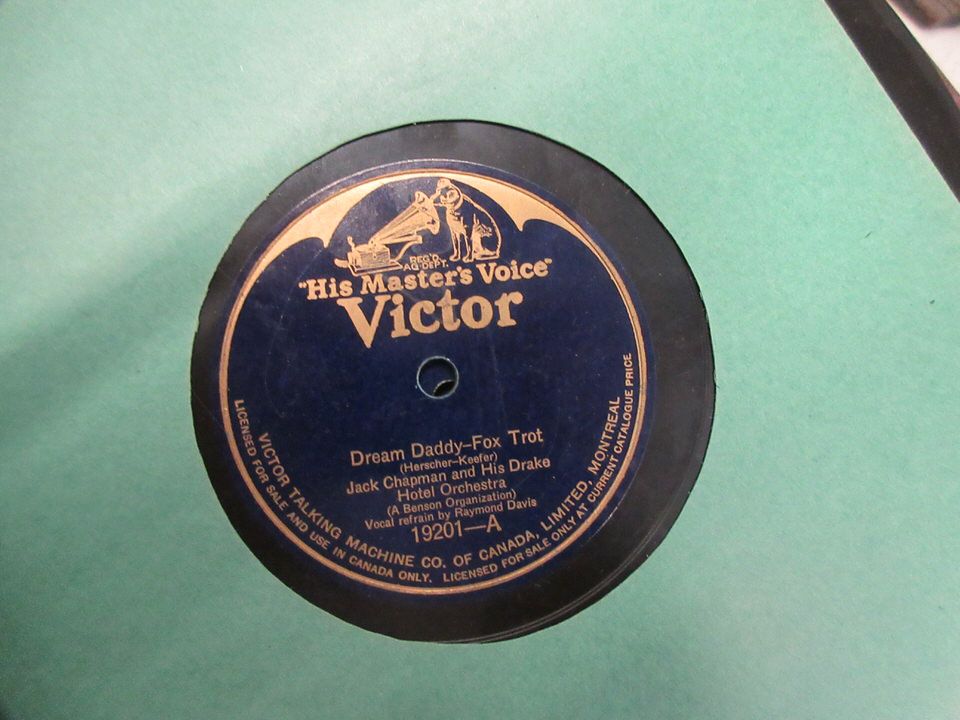 REG'D.
AG. DEPT.
"His Master's Voice"
Victor
Dream Daddy–Fox Trot
(Herscher–Keefer)
Jack Chapman and His Drake
Hotel Orchestra
(A Benson Organization)
Vocal refrain by Raymond Davis
19201—A
VICTOR TALKING MACHINE CO. OF CANADA, LIMITED, MONTREAL
LICENSED FOR SALE AND USE IN CANADA ONLY. LICENSED FOR SALE ONLY AT CURRENT CATALOGUE PRICE